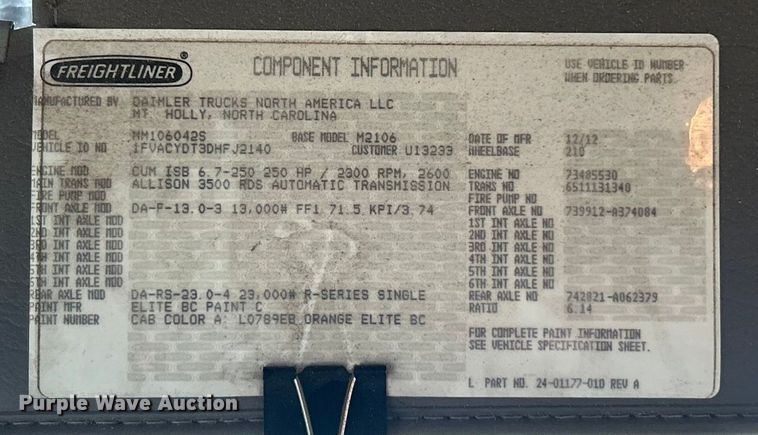 FREIGHTLINER ®
COMPONENT INFORMATION
USE VEHICLE ID NUMBER
WHEN ORDERING PARTS
MANUFACTURED BY DAIMLER TRUCKS NORTH AMERICA LLC
MT. HOLLY, NORTH CAROLINA
MODEL MM106042S BASE MODEL M2106 DATE OF MFR 12/12
VEHICLE ID NO 1FVACYDT3DHFJ2140 CUSTOMER U13233 WHEELBASE 210
ENGINE MOD CUM ISB 6.7-250 250 HP / 2300 RPM, 2600 ENGINE NO 73485530
MAIN TRANS MOD ALLISON 3500 RDS AUTOMATIC TRANSMISSION TRANS NO 6511131340
FIRE PUMP MOD FIRE PUMP NO
FRONT AXLE MOD DA-F-13.0-3 13,000# FF1 71.5 KPI/3.74 FRONT AXLE NO 739912-A374084
1ST INT AXLE MOD 1ST INT AXLE NO
2ND INT AXLE MOD 2ND INT AXLE NO
3RD INT AXLE MOD 3RD INT AXLE NO
4TH INT AXLE MOD 4TH INT AXLE NO
5TH INT AXLE MOD 5TH INT AXLE NO
6TH INT AXLE MOD 6TH INT AXLE NO
REAR AXLE MOD DA-RS-23.0-4 23,000# R-SERIES SINGLE REAR AXLE NO 742821-A062379
PAINT MFR ELITE BC PAINT C RATIO 6.14
PAINT NUMBER CAB COLOR A: L0789EB ORANGE ELITE BC
FOR COMPLETE PAINT INFORMATION
SEE VEHICLE SPECIFICATION SHEET.
L PART NO. 24-01177-010 REV A
Purple Wave Auction